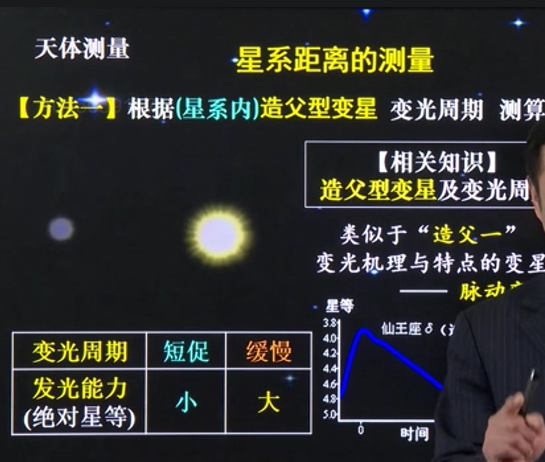 天体测量
星系距离的测量
【方法一】根据(星系内)造父型变星 变光周期 测算
【相关知识】
造父型变星及变光周
类似于“造父一”
变光机理与特点的变星
—— 脉动
星等
仙王座δ
3.8
4.0
4.2
4.4
4.6
4.8
5.0
0
时间
变光周期 短促 缓慢
发光能力 小 大
(绝对星等)